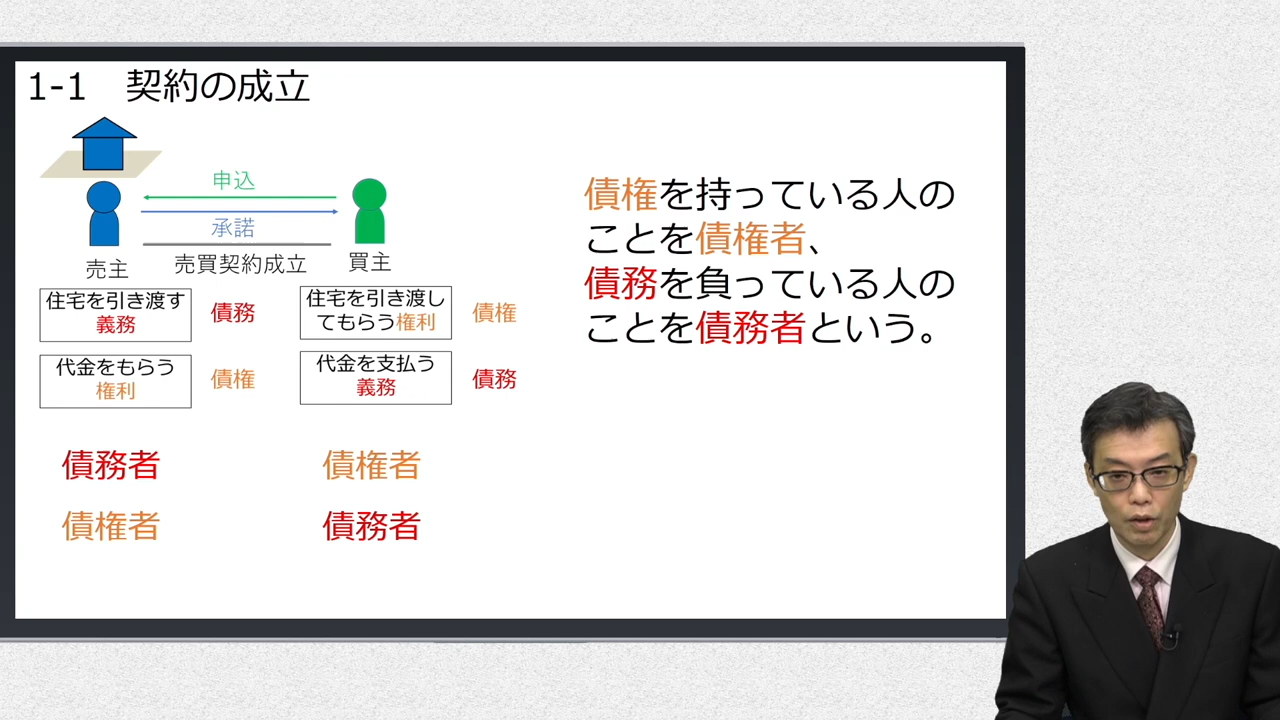 1-1 契約の成立
申込
承諾
売主
売買契約成立
買主
住宅を引き渡す
義務
債務
住宅を引き渡し
てもらう権利
債権
代金をもらう
権利
債権
代金を支払う
義務
債務
債務者
債権者
債権者
債務者
債権を持っている人の
ことを債権者、
債務を負っている人の
ことを債務者という。